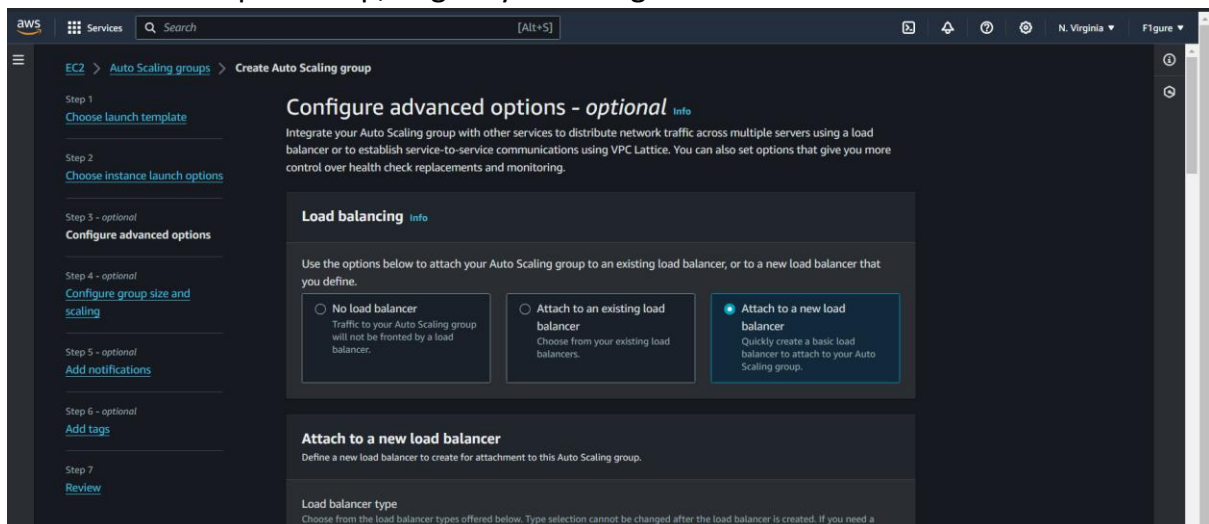 aws
Services
Search
[Alt+S]
N. Virginia
F1gure
EC2 > Auto Scaling groups > Create Auto Scaling group
Step 1
Choose launch template
Step 2
Choose instance launch options
Step 3 - optional
Configure advanced options
Step 4 - optional
Configure group size and
scaling
Step 5 - optional
Add notifications
Step 6 - optional
Add tags
Step 7
Review
Configure advanced options - optional Info
Integrate your Auto Scaling group with other services to distribute network traffic across multiple servers using a load
balancer or to establish service-to-service communications using VPC Lattice. You can also set options that give you more
control over health check replacements and monitoring.
Load balancing Info
Use the options below to attach your Auto Scaling group to an existing load balancer, or to a new load balancer that
you define.
No load balancer
Traffic to your Auto Scaling group
will not be fronted by a load
balancer.
Attach to an existing load
balancer
Choose from your existing load
balancers.
Attach to a new load
balancer
Quickly create a basic load
balancer to attach to your Auto
Scaling group.
Attach to a new load balancer
Define a new load balancer to create for attachment to this Auto Scaling group.
Load balancer type
Choose from the load balancer types offered below. Type selection cannot be changed after the load balancer is created. If you need a